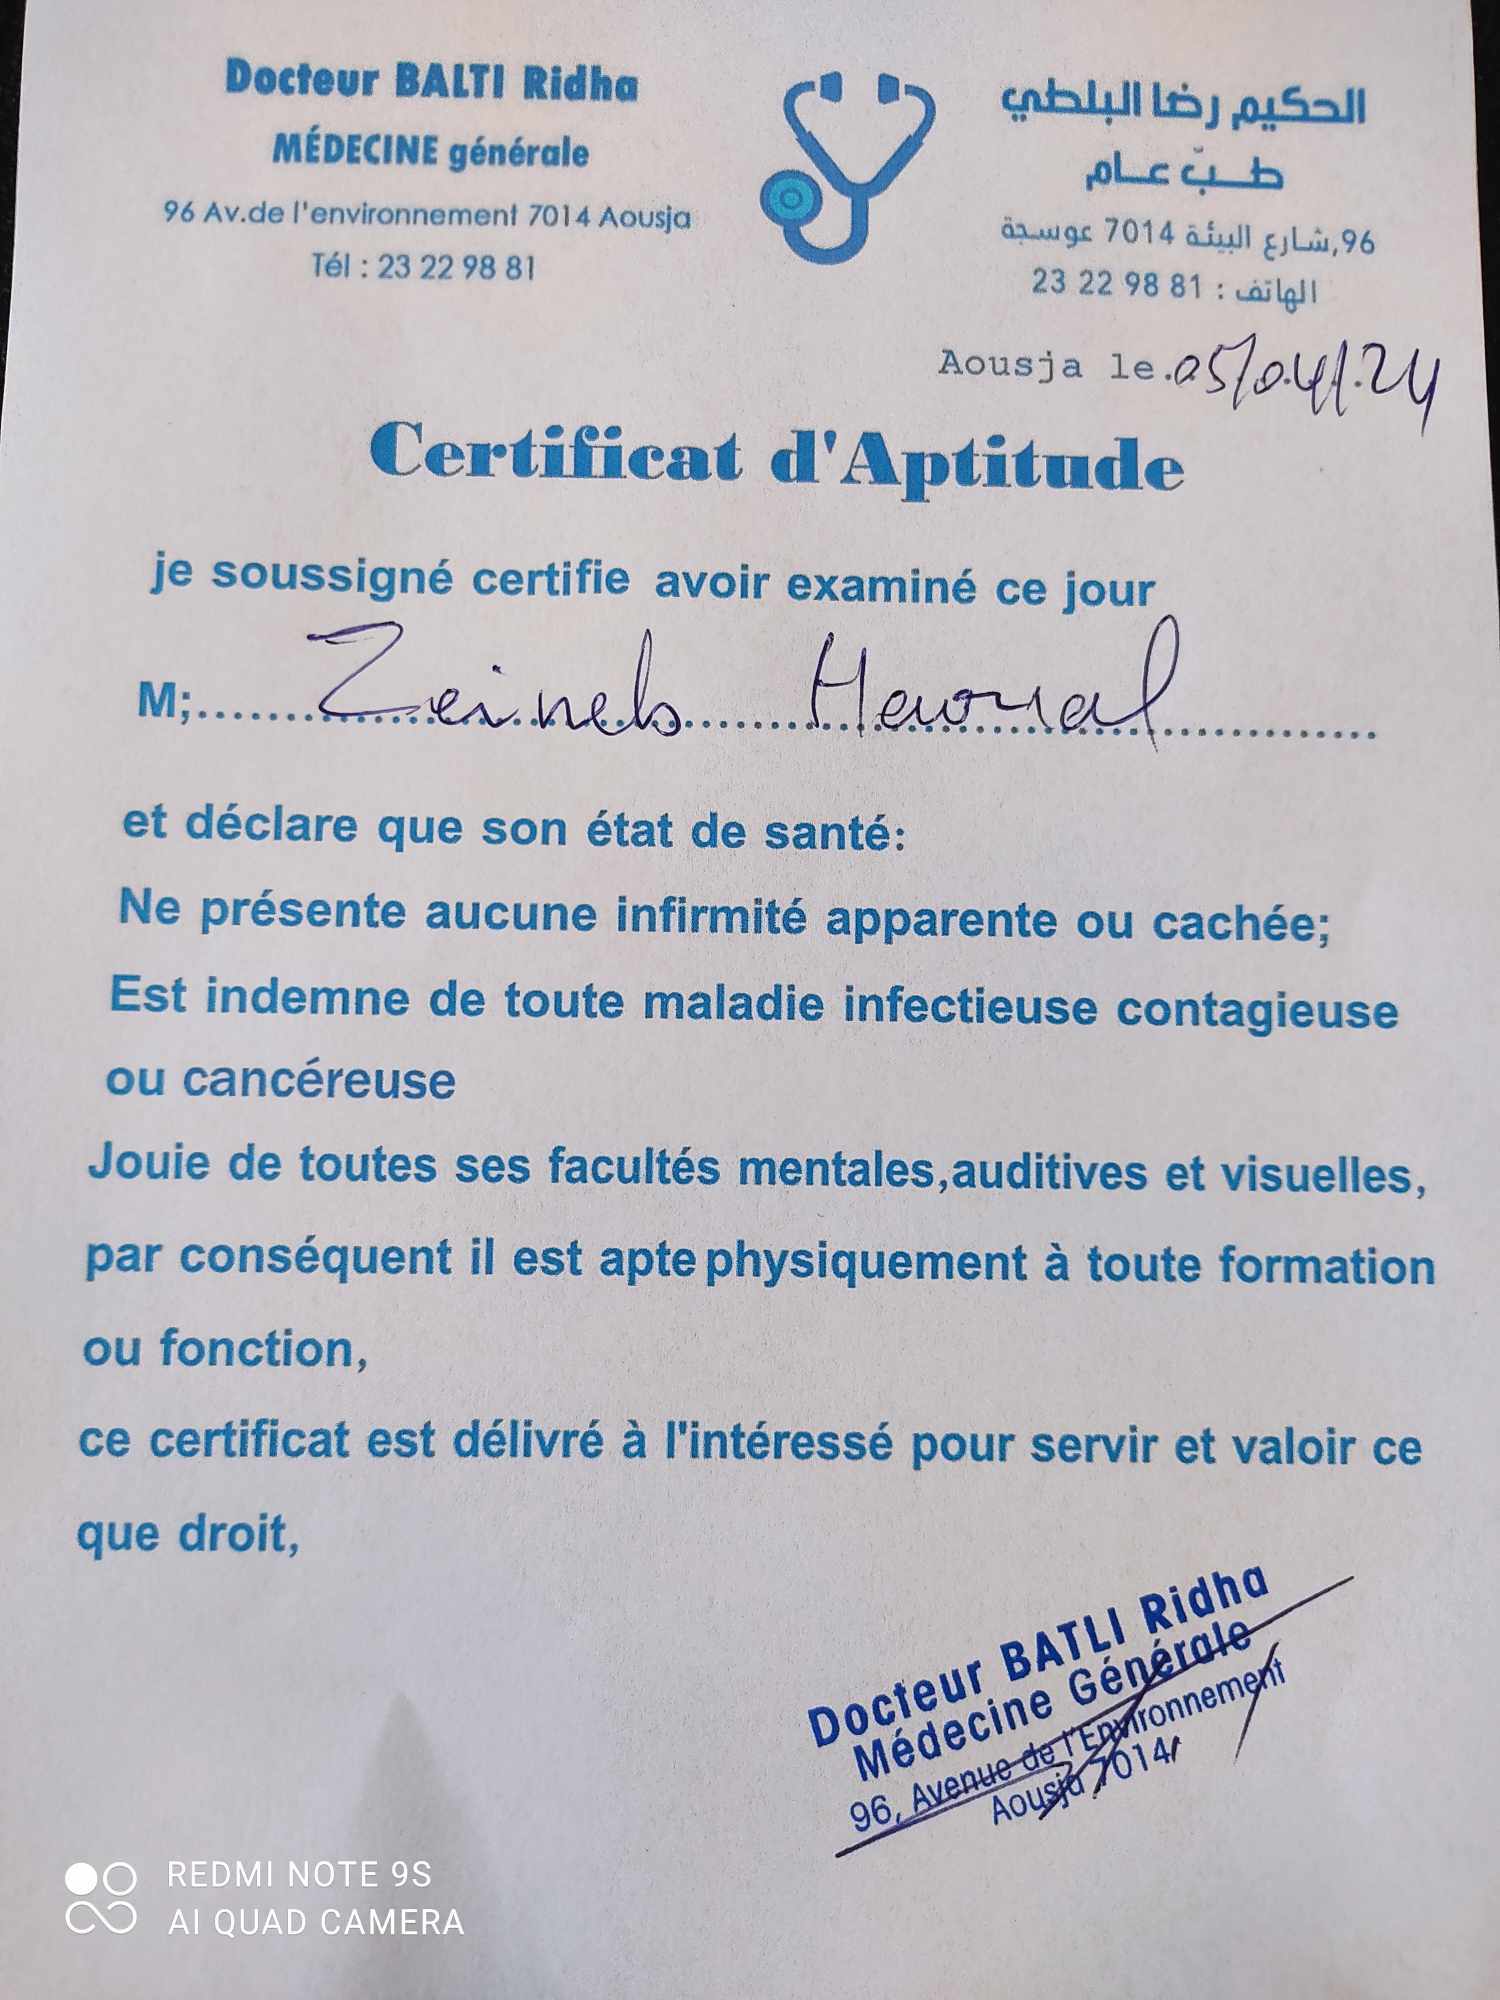 Docteur BALTI Ridha
MÉDECINE générale
96 Av.de l'environnement 7014 Aousja
Tél : 23 22 98 81
الحكيم رضا البلطي
طبّ عام
96,شارع البيئة 7014 عوسجة
الهاتف : 81 98 22 23
Aousja le.05/04/.24
Certificat d'Aptitude
je soussigné certifie avoir examiné ce jour
M;........Zeineb
et déclare que son état de santé:
Ne présente aucune infirmité apparente ou cachée;
Est indemne de toute maladie infectieuse contagieuse
ou cancéreuse
Jouie de toutes ses facultés mentales,auditives et visuelles,
par conséquent il est apte physiquement à toute formation
ou fonction,
ce certificat est délivré à l'intéressé pour servir et valoir ce
que droit,
Docteur BATLI Ridha
Médecine Générale
96, Avenue de l'Environnement
Aousja 7014
REDMI NOTE 9S
AI QUAD CAMERA